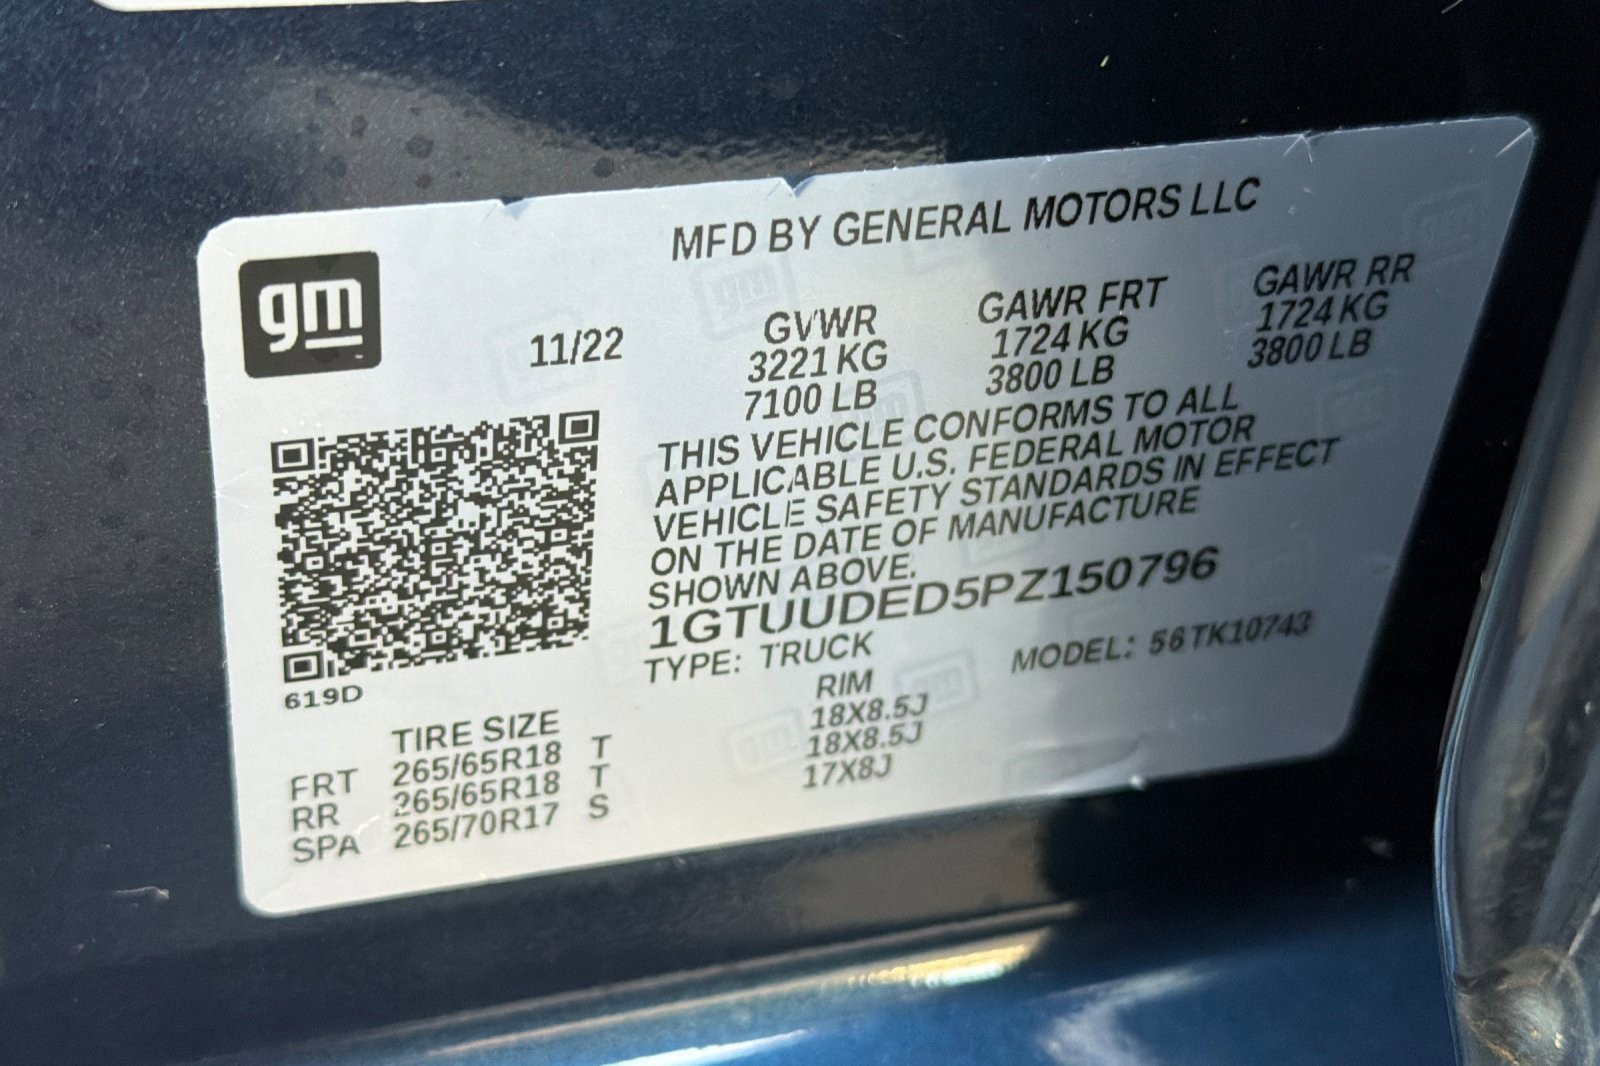 MFD BY GENERAL MOTORS LLC
gm
11/22
GVWR
3221 KG
7100 LB
GAWR FRT
1724 KG
3800 LB
GAWR RR
1724 KG
3800 LB
THIS VEHICLE CONFORMS TO ALL
APPLICABLE U.S. FEDERAL MOTOR
VEHICLE SAFETY STANDARDS IN EFFECT
ON THE DATE OF MANUFACTURE
SHOWN ABOVE.
1GTUUDED5PZ150796
TYPE: TRUCK MODEL: 56TK10743
619D
TIRE SIZE RIM
FRT 265/65R18 T 18X8.5J
RR 265/65R18 T 18X8.5J
SPA 265/70R17 S 17X8J